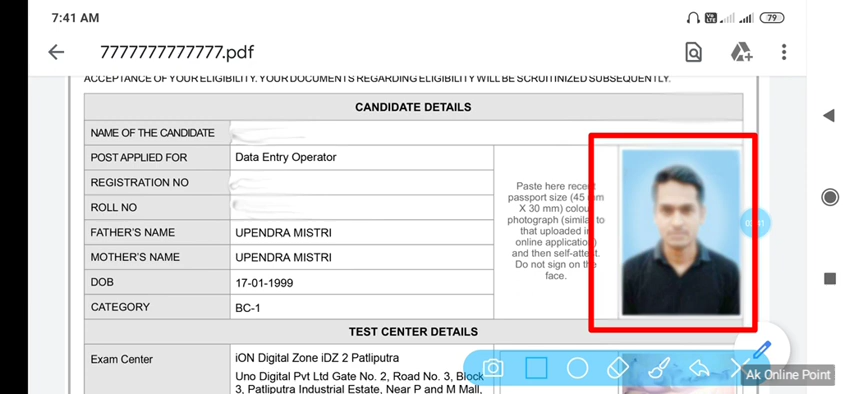 7:41 AM
79
7777777777777.pdf
ACCEPTANCE OF YOUR ELIGIBILITY. YOUR DOCUMENTS REGARDING ELIGIBILITY WILL BE SCRUTINIZED SUBSEQUENTLY.
CANDIDATE DETAILS
NAME OF THE CANDIDATE
POST APPLIED FOR Data Entry Operator
REGISTRATION NO
ROLL NO
FATHER'S NAME UPENDRA MISTRI
MOTHER'S NAME UPENDRA MISTRI
DOB 17-01-1999
CATEGORY BC-1
Paste here recent
passport size (45 mm
X 30 mm) colour
photograph (similar to
that uploaded in
online application)
and then self-attest.
Do not sign on the
face.
TEST CENTER DETAILS
Exam Center iON Digital Zone iDZ 2 Patliputra
Uno Digital Pvt Ltd Gate No. 2, Road No. 3, Block
3, Patliputra Industrial Estate, Near P and M Mall,
Ak Online Point